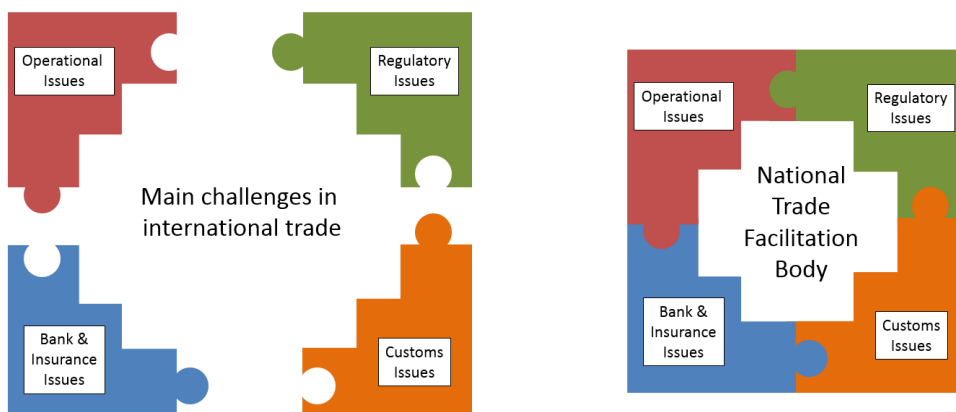 Operational
Issues
Regulatory
Issues
Main challenges in
international trade
Bank &
Insurance
Issues
Customs
Issues
Operational
Issues
Regulatory
Issues
National
Trade
Facilitation
Body
Bank &
Insurance
Issues
Customs
Issues